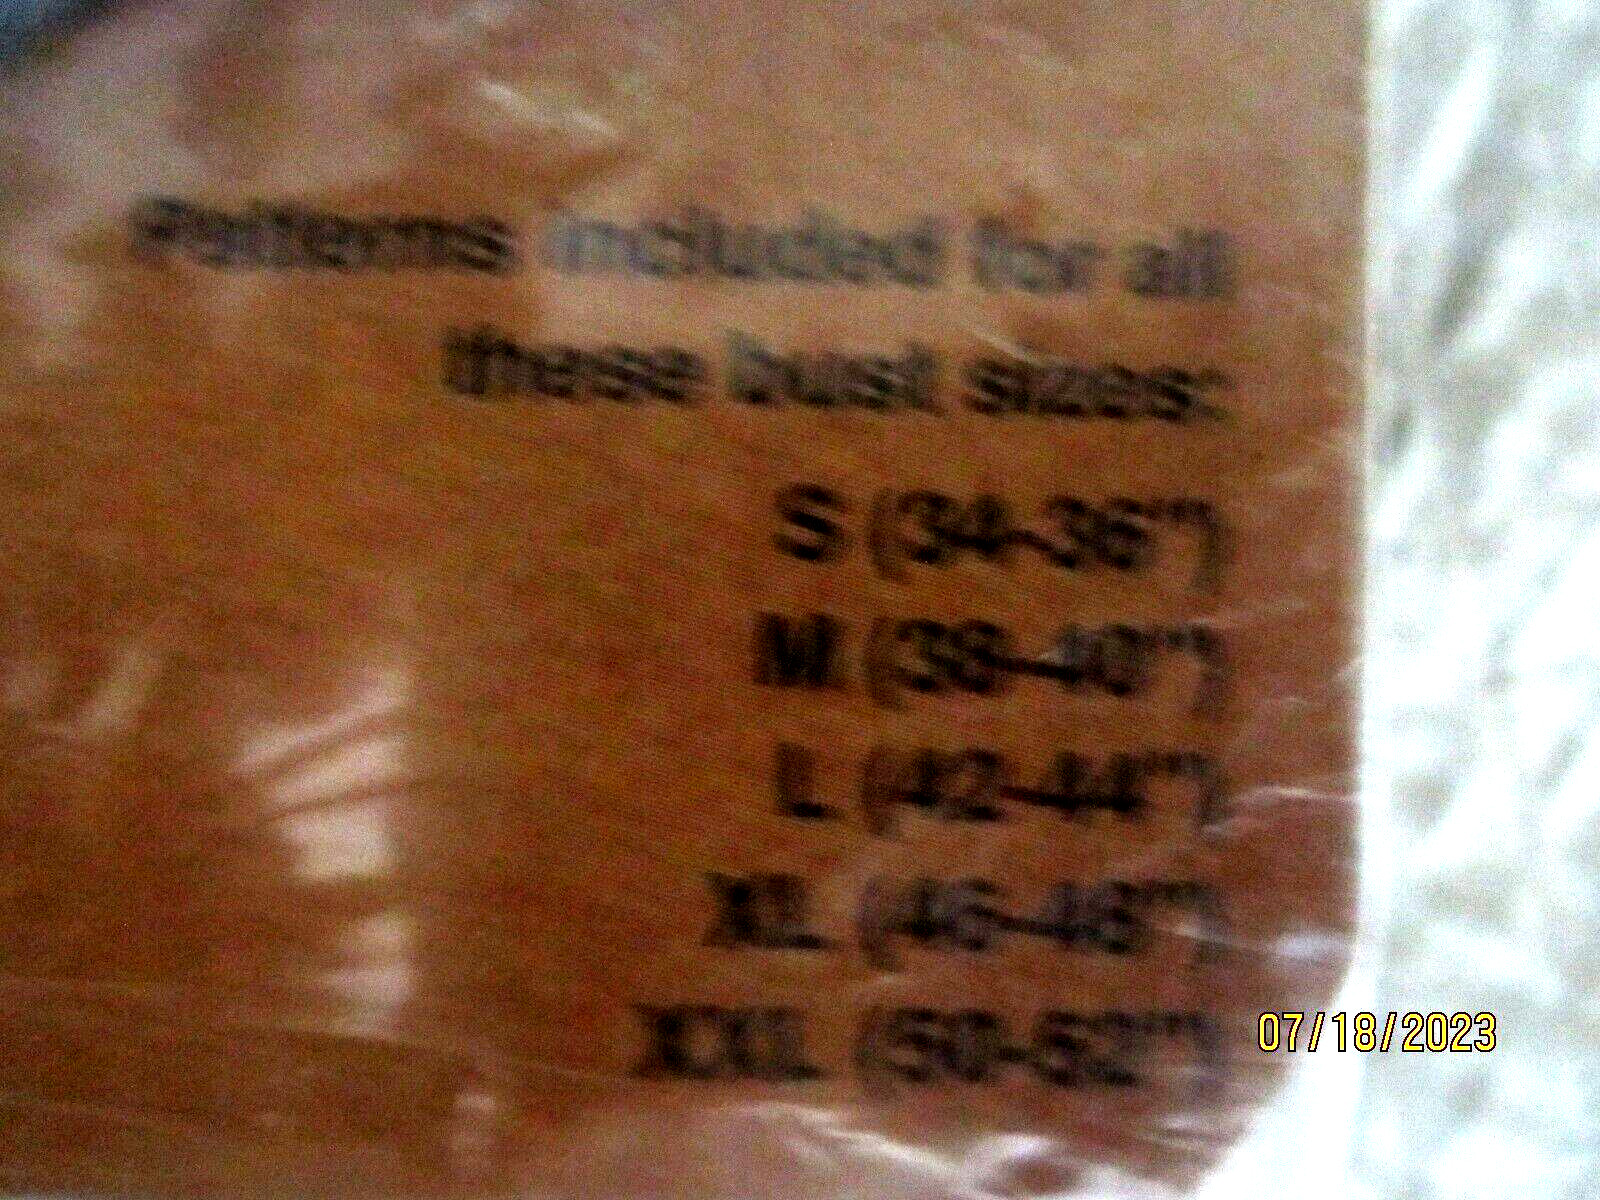 Patterns included for all
these bust sizes:
S (34-36")
M (38-40")
L (42-44")
XL (46-48")
XXL (50-52")
07/18/2023